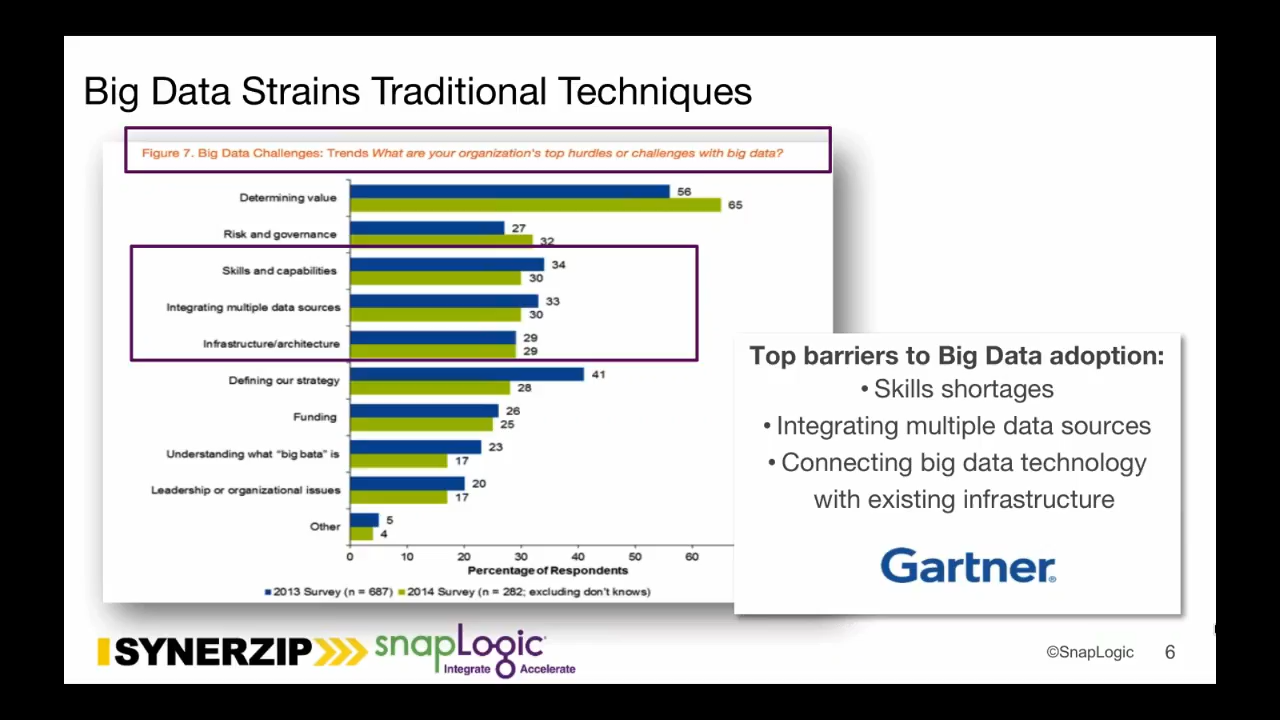 Big Data Strains Traditional Techniques
Figure 7. Big Data Challenges: Trends What are your organization's top hurdles or challenges with big data?
Determining value
56
65
Risk and governance
27
32
Skills and capabilities
34
30
Integrating multiple data sources
33
30
Infrastructure/architecture
29
29
Defining our strategy
41
28
Funding
26
25
Understanding what "big bata" is
23
17
Leadership or organizational issues
20
17
Other
5
4
0 10 20 30 40 50 60
Percentage of Respondents
2013 Survey (n = 687) 2014 Survey (n = 282; excluding don't knows)
Top barriers to Big Data adoption:
• Skills shortages
• Integrating multiple data sources
• Connecting big data technology
with existing infrastructure
Gartner®
SYNERZIP
snapLogic
Integrate Accelerate
©SnapLogic 6